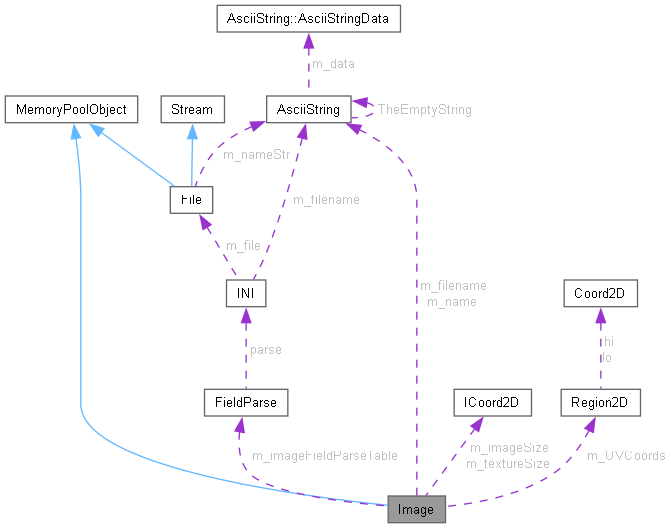 AsciiString::AsciiStringData
m_data
MemoryPoolObject
Stream
AsciiString
TheEmptyString
m_nameStr
File
m_filename
m_file
INI
m_filename
m_name
Coord2D
parse
hi
lo
FieldParse
ICoord2D
Region2D
m_imageFieldParseTable
m_imageSize
m_textureSize
m_UVCoords
Image